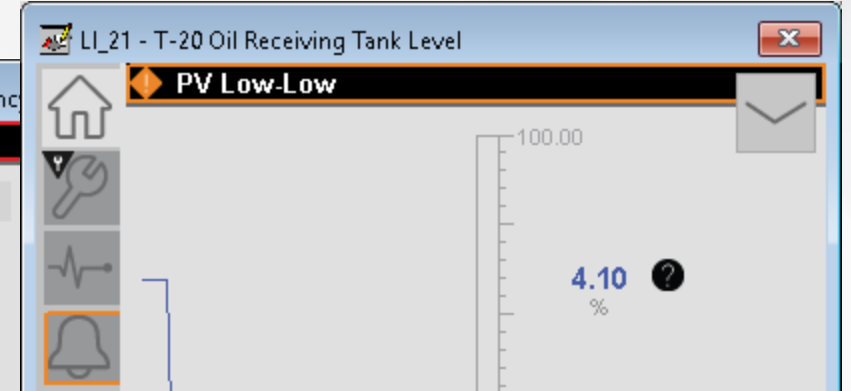 LI_21 - T-20 Oil Receiving Tank Level
PV Low-Low
100.00
4.10
?
%